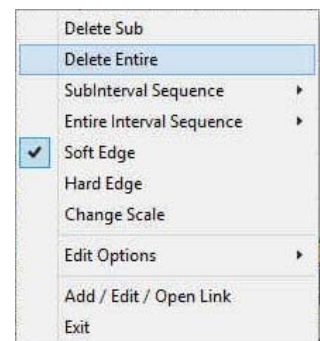 Delete Sub
Delete Entire
SubInterval Sequence
Entire Interval Sequence
Soft Edge
Hard Edge
Change Scale
Edit Options
Add / Edit / Open Link
Exit